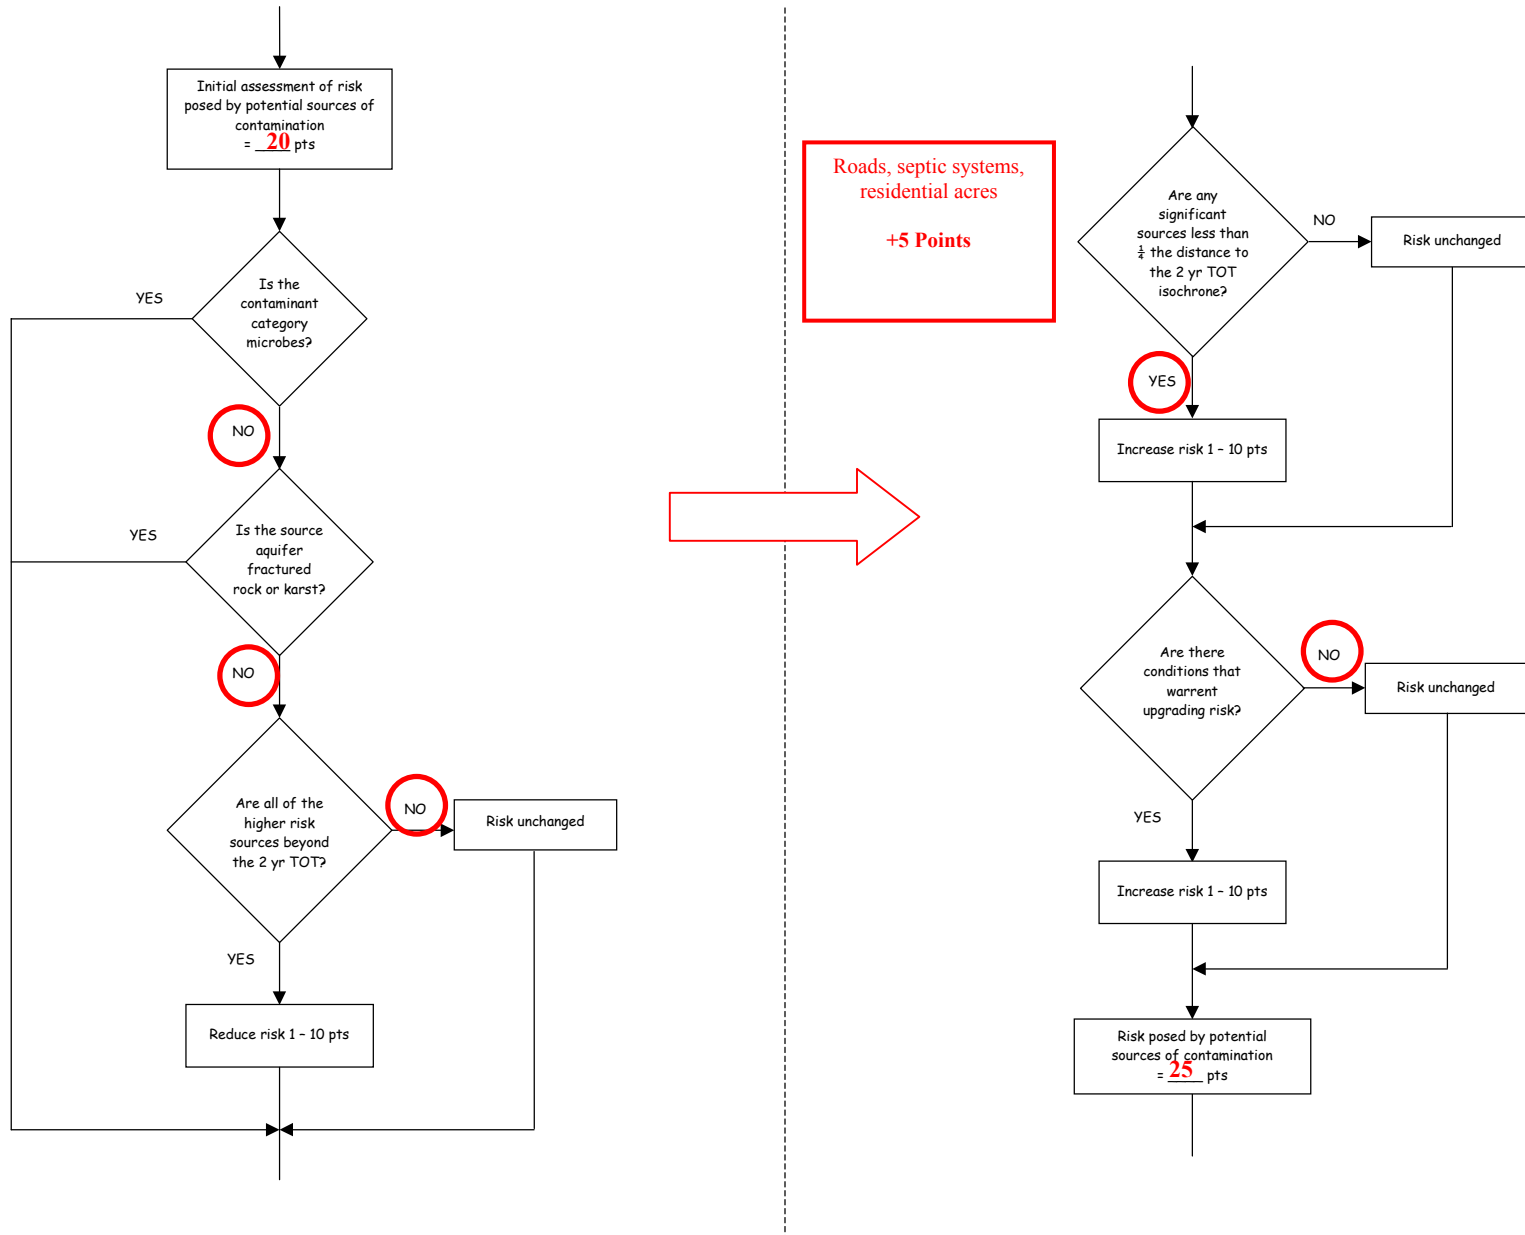 Initial assessment of risk
posed by potential sources of
contamination
= 20 pts
Is the
contaminant
category
microbes?
YES
NO
Is the source
aquifer
fractured
rock or karst?
YES
NO
Are all of the
higher risk
sources beyond
the 2 yr TOT?
NO
Risk unchanged
YES
Reduce risk 1 – 10 pts
Roads, septic systems,
residential acres
+5 Points
Are any
significant
sources less than
¼ the distance to
the 2 yr TOT
isochrone?
NO
Risk unchanged
YES
Increase risk 1 – 10 pts
Are there
conditions that
warrent
upgrading risk?
NO
Risk unchanged
YES
Increase risk 1 – 10 pts
Risk posed by potential
sources of contamination
= 25 pts